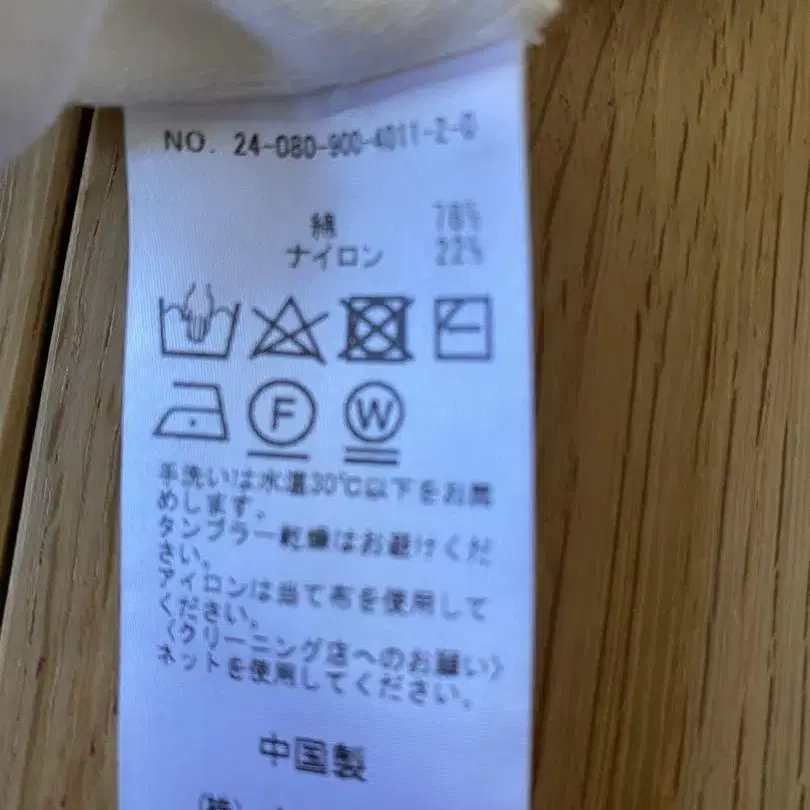 NO. 24-080-900-4011-2-0
綿 78%
ナイロン 22%
F W
手洗いは水温30℃以下をお薦
めします。
タンブラー乾燥はお避けくだ
さい。
アイロンは当て布を使用して
ください。
〈クリーニング店へのお願い〉
ネットを使用してください。
中国製
(株)